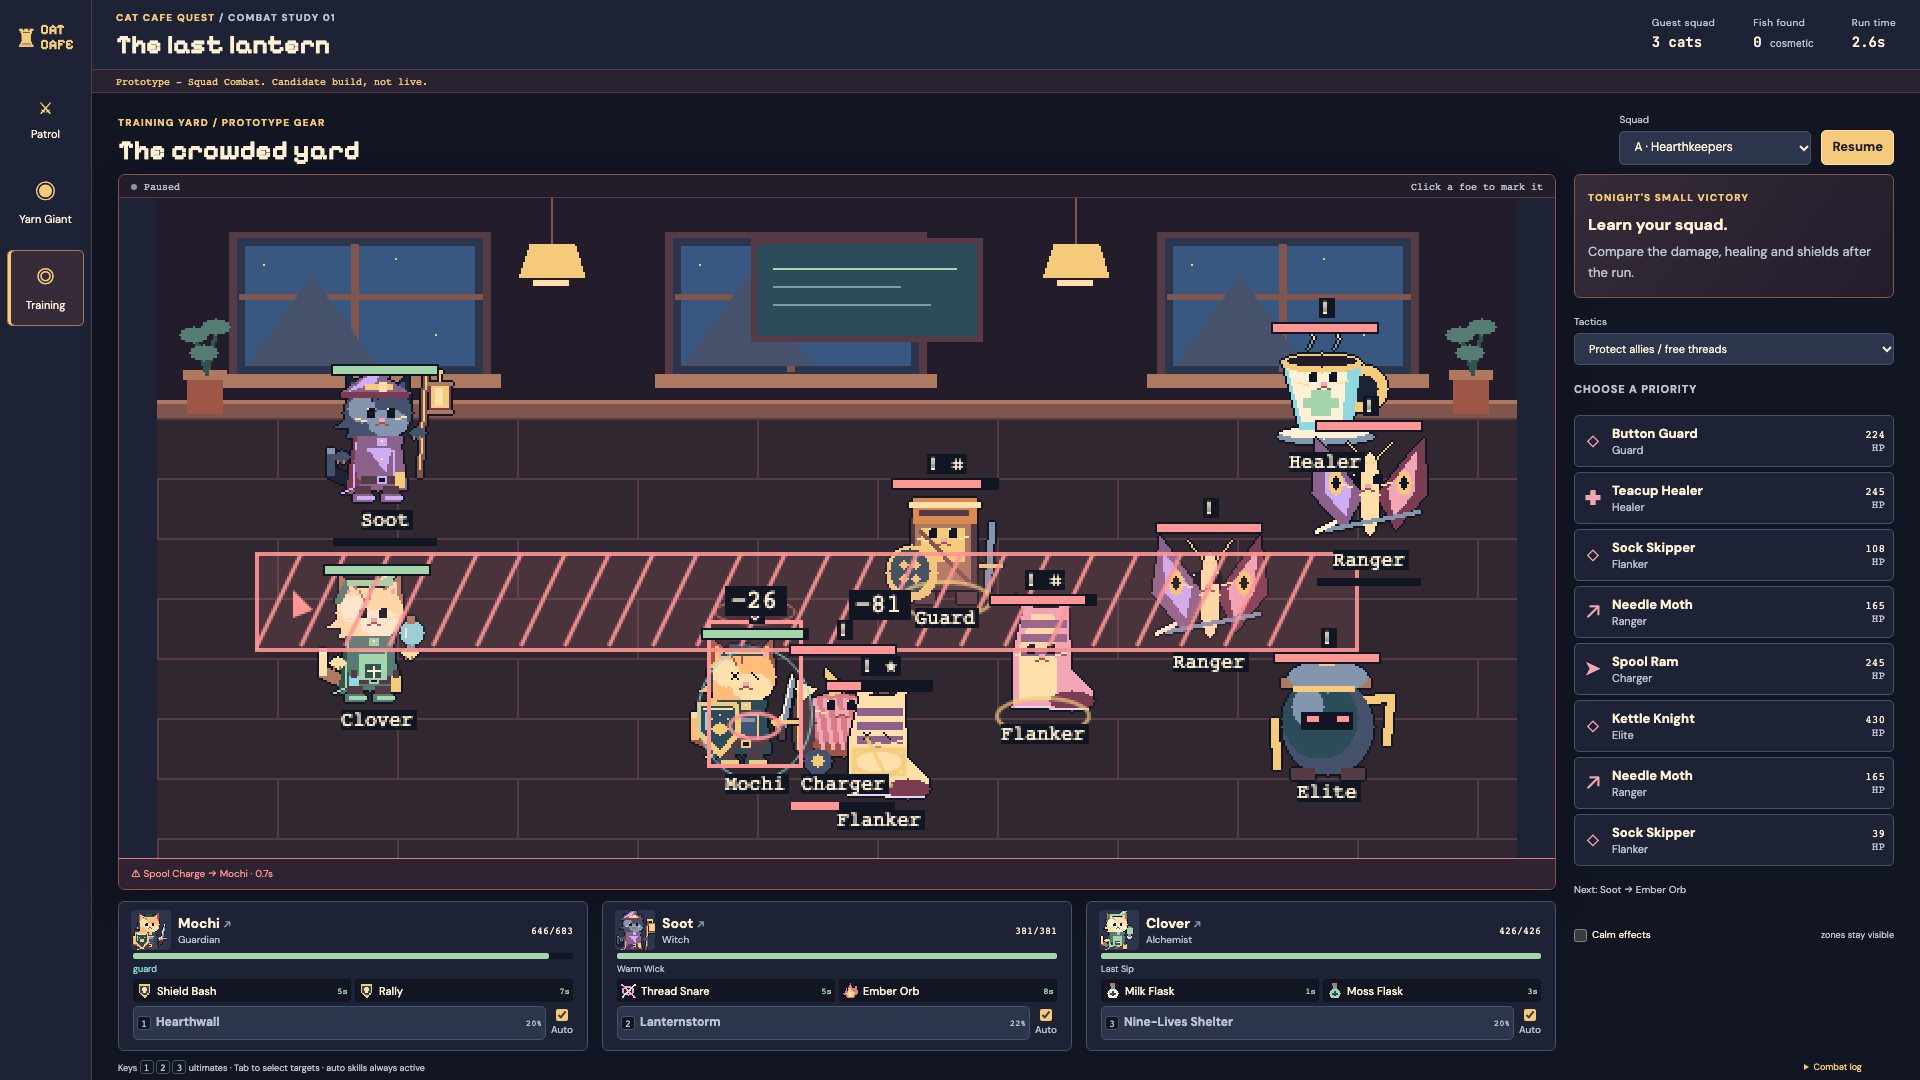 CAT CAFE
CAT CAFE QUEST / COMBAT STUDY 01
The last lantern
Guest squad
3 cats
Fish found
0 cosmetic
Run time
2.6s
Prototype — Squad Combat. Candidate build, not live.
Patrol
Yarn Giant
Training
TRAINING YARD / PROTOTYPE GEAR
The crowded yard
Squad
A · Hearthkeepers
Resume
Paused
Click a foe to mark it
!
!
Healer
! #
!
Soot
Ranger
! #
-26
-81
Guard
!
!
Ranger
! ★
Clover
Flanker
Mochi
Charger
Elite
Flanker
⚠ Spool Charge → Mochi · 0.7s
TONIGHT'S SMALL VICTORY
Learn your squad.
Compare the damage, healing and shields after
the run.
Tactics
Protect allies / free threads
CHOOSE A PRIORITY
Button Guard
Guard
224 HP
Teacup Healer
Healer
245 HP
Sock Skipper
Flanker
108 HP
Needle Moth
Ranger
165 HP
Spool Ram
Charger
245 HP
Kettle Knight
Elite
430 HP
Needle Moth
Ranger
165 HP
Sock Skipper
Flanker
39 HP
Next: Soot → Ember Orb
Calm effects
zones stay visible
Mochi ↗
Guardian
646/683
guard
Shield Bash 5s
Rally 7s
1 Hearthwall 20%
Auto
Soot ↗
Witch
381/381
Warm Wick
Thread Snare 5s
Ember Orb 8s
2 Lanternstorm 22%
Auto
Clover ↗
Alchemist
426/426
Last Sip
Milk Flask 1s
Moss Flask 3s
3 Nine-Lives Shelter 20%
Auto
Keys 1 2 3 ultimates · Tab to select targets · auto skills always active
▸ Combat log